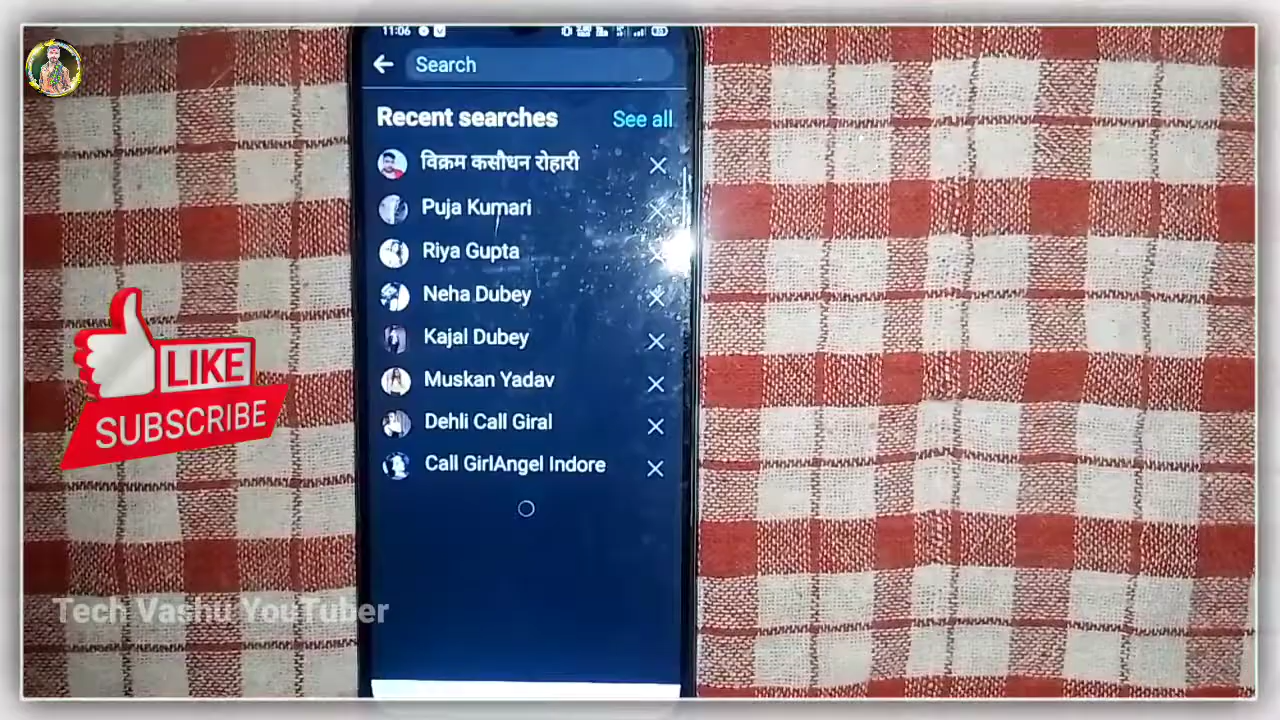 11:06
Search
Recent searches
See all
विक्रम कसौधन रोहारी
Puja Kumari
Riya Gupta
Neha Dubey
Kajal Dubey
Muskan Yadav
Dehli Call Giral
Call GirlAngel Indore
LIKE
SUBSCRIBE
Tech Vashu YouTuber